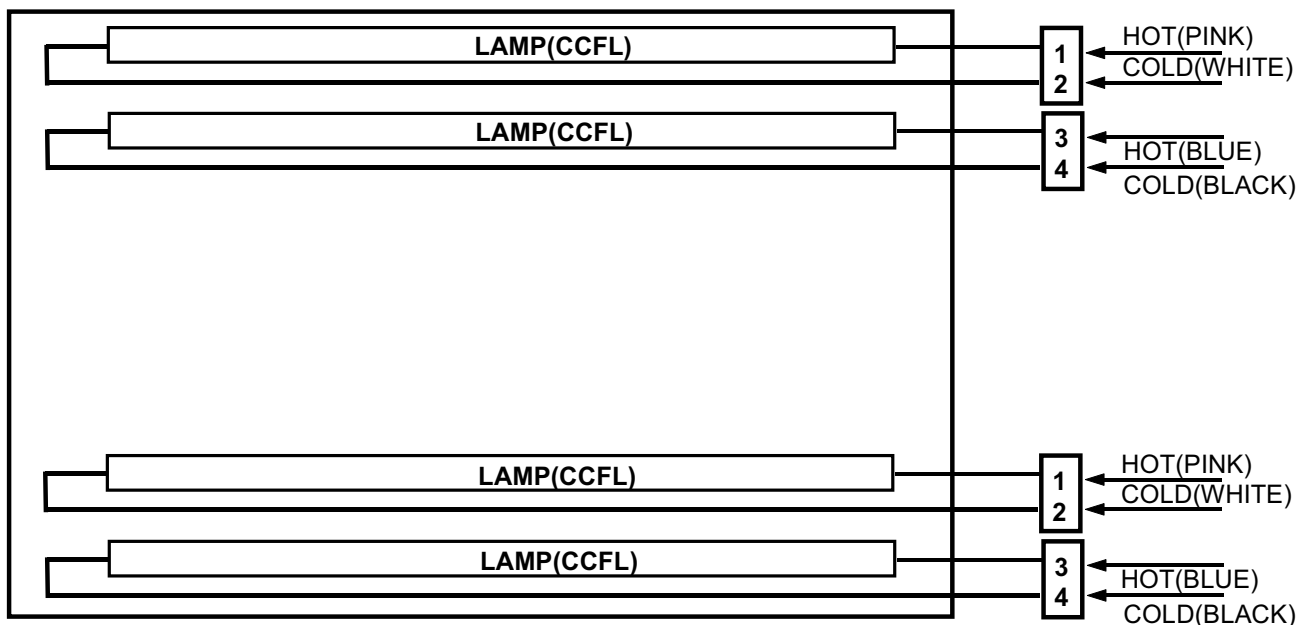 LAMP(CCFL)
1
HOT(PINK)
2
COLD(WHITE)
LAMP(CCFL)
3
HOT(BLUE)
4
COLD(BLACK)
LAMP(CCFL)
1
HOT(PINK)
2
COLD(WHITE)
LAMP(CCFL)
3
HOT(BLUE)
4
COLD(BLACK)